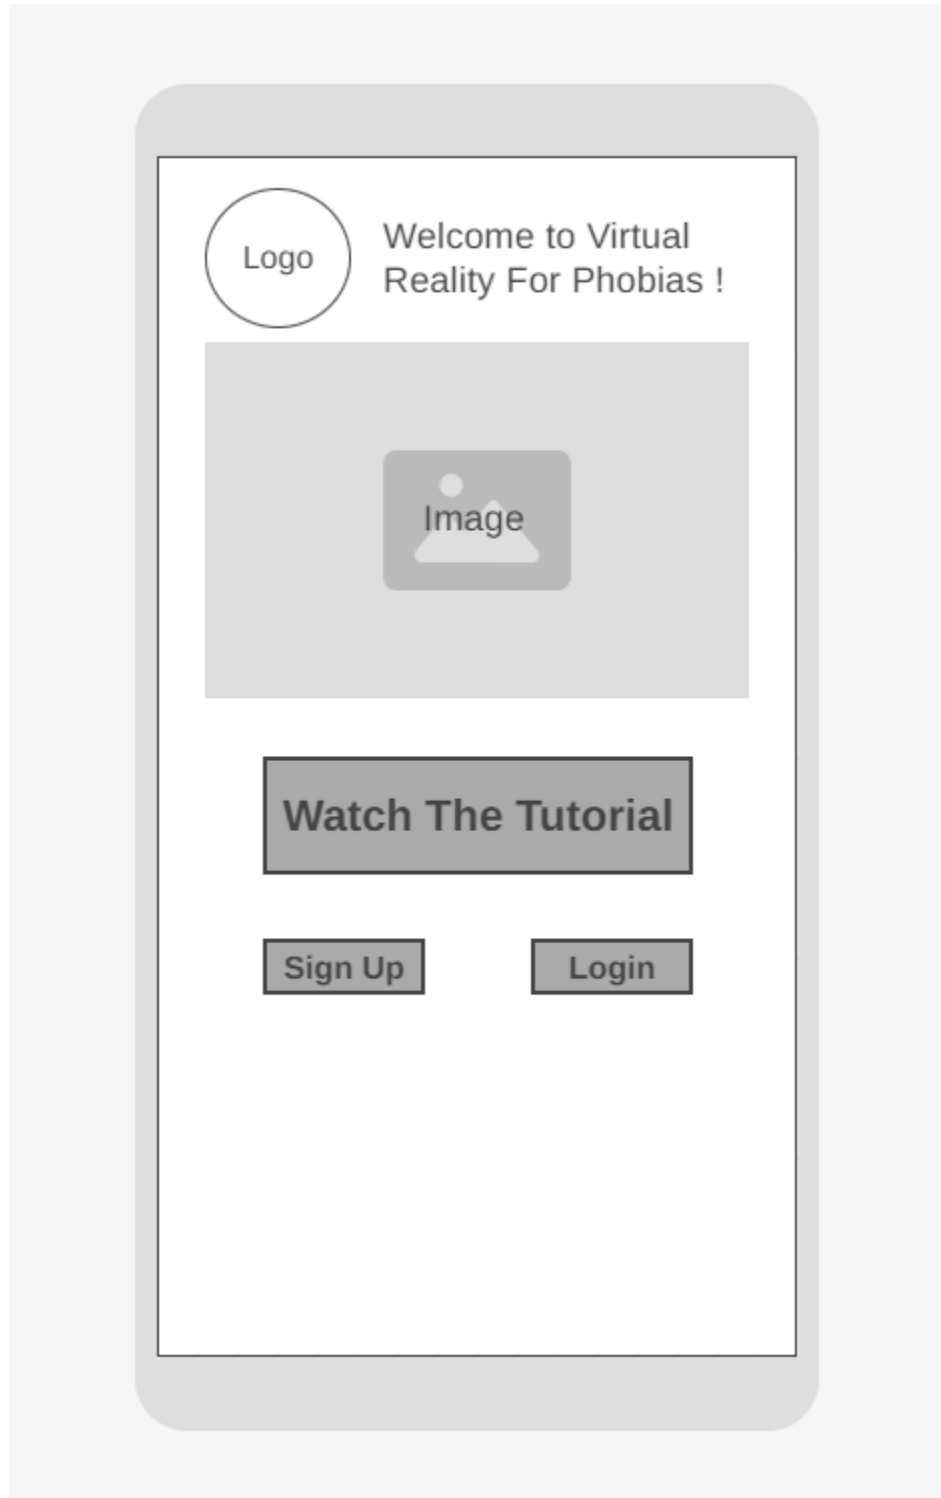 Logo
Welcome to Virtual
Reality For Phobias !
Image
Watch The Tutorial
Sign Up
Login